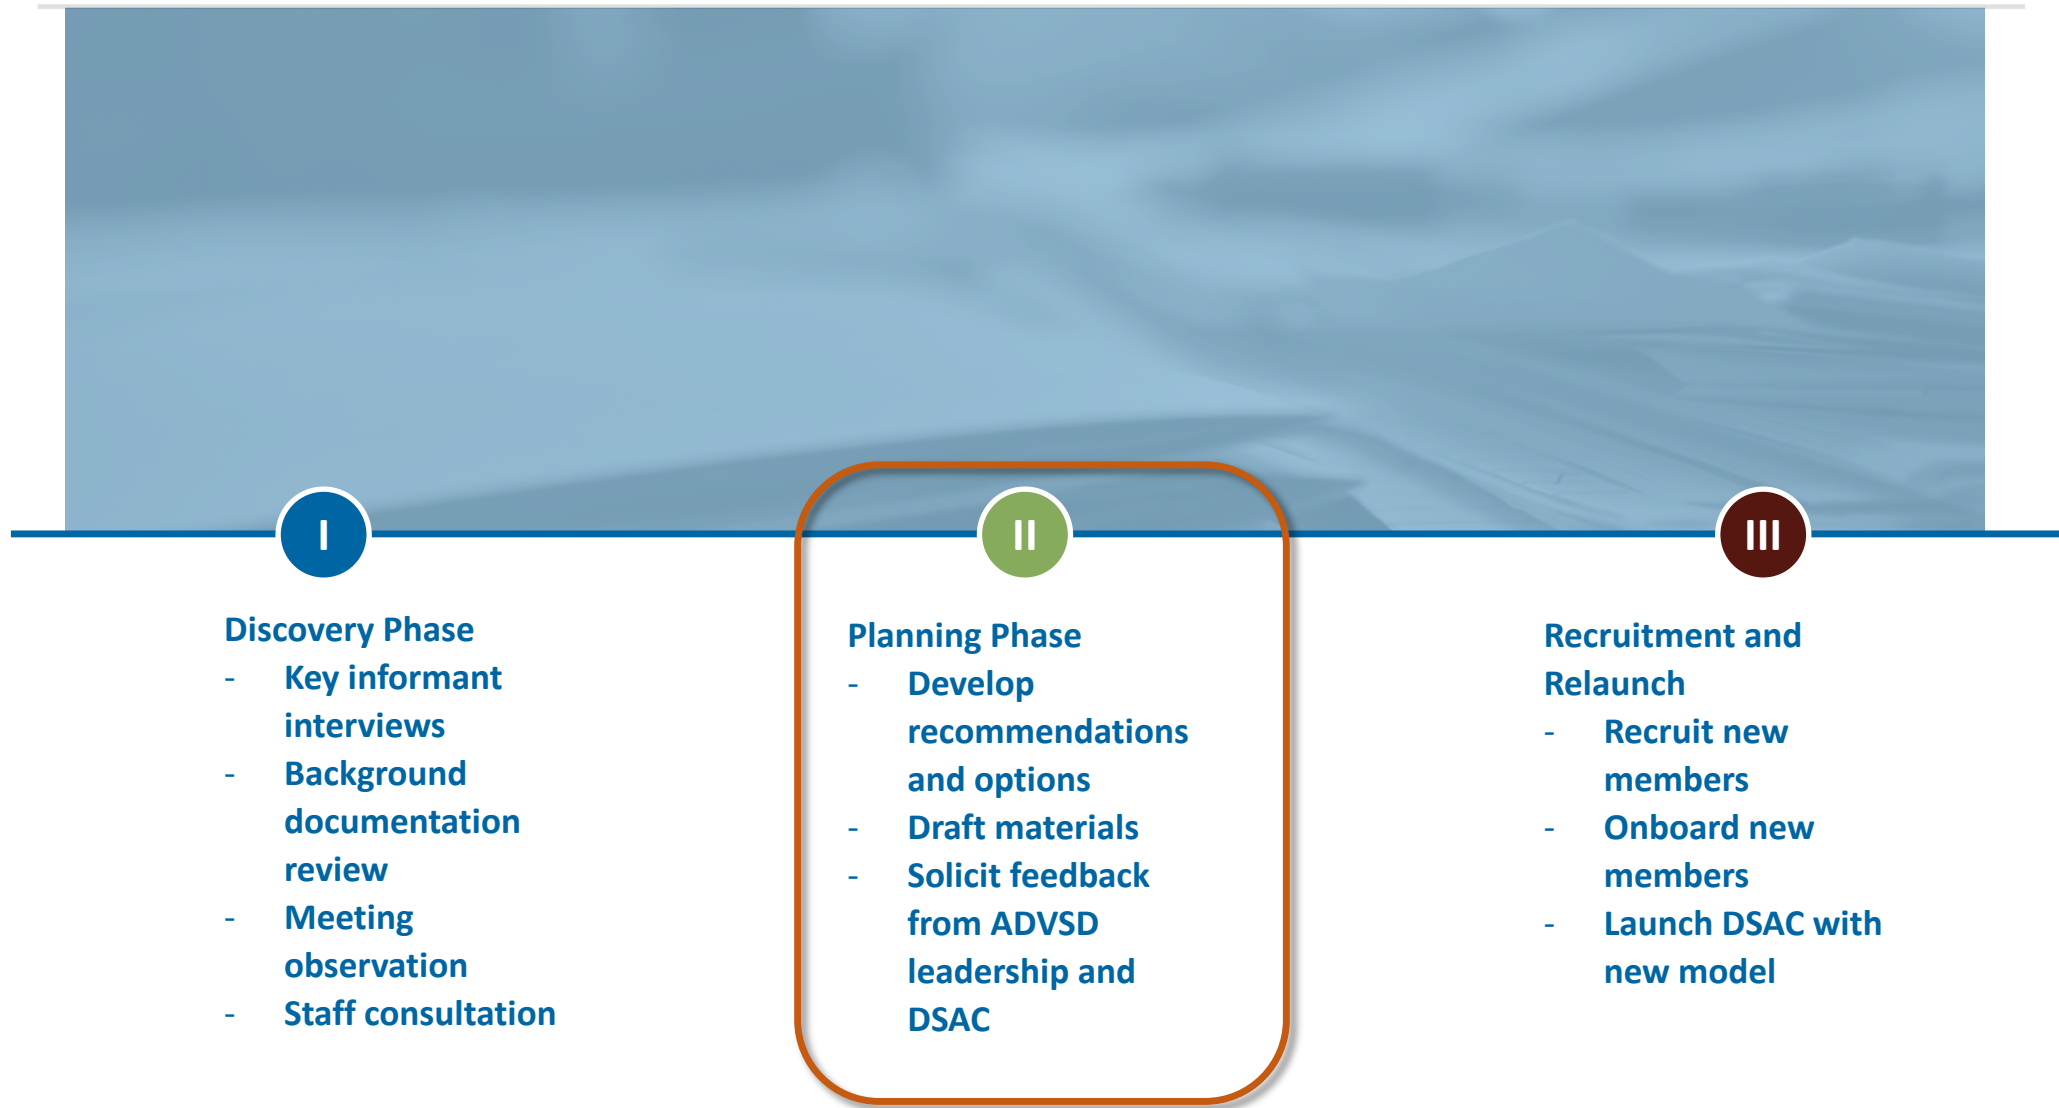 I
Discovery Phase
- Key informant
interviews
- Background
documentation
review
- Meeting
observation
- Staff consultation
II
Planning Phase
- Develop
recommendations
and options
- Draft materials
- Solicit feedback
from ADVSD
leadership and
DSAC
III
Recruitment and
Relaunch
- Recruit new
members
- Onboard new
members
- Launch DSAC with
new model